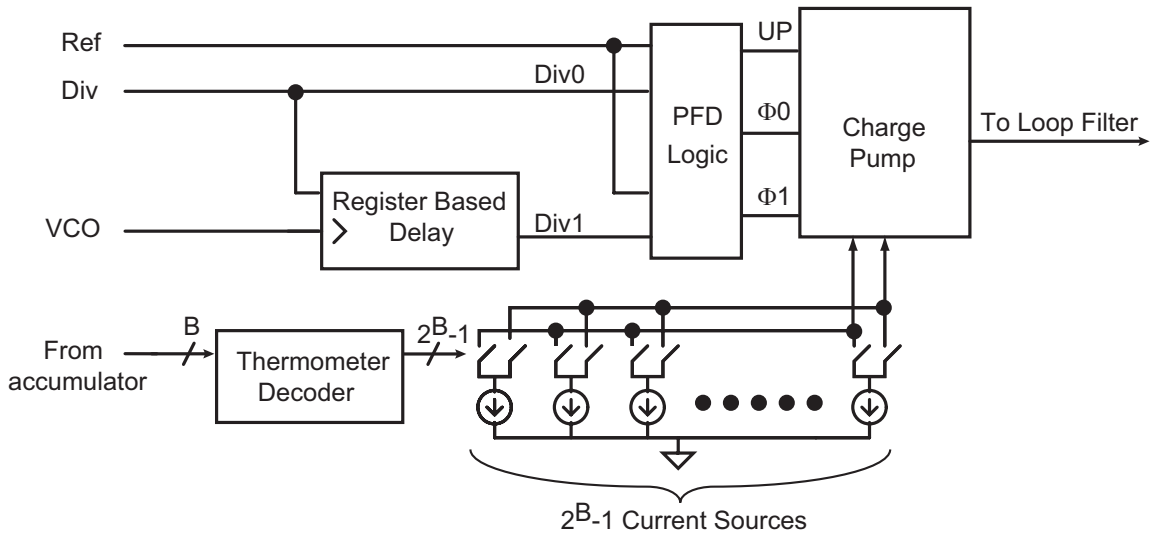 Ref
Div
VCO
Div0
Register Based
Delay
Div1
PFD
Logic
UP
Φ0
Φ1
Charge
Pump
To Loop Filter
From
accumulator
B
Thermometer
Decoder
2B-1
2B-1 Current Sources